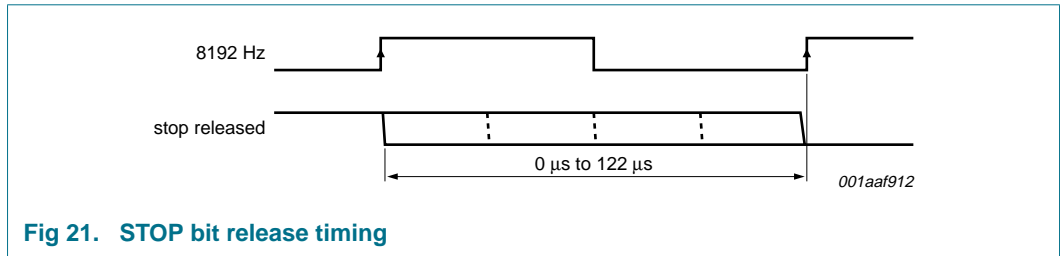 8192 Hz
stop released
0 μs to 122 μs
001aaf912
Fig 21. STOP bit release timing